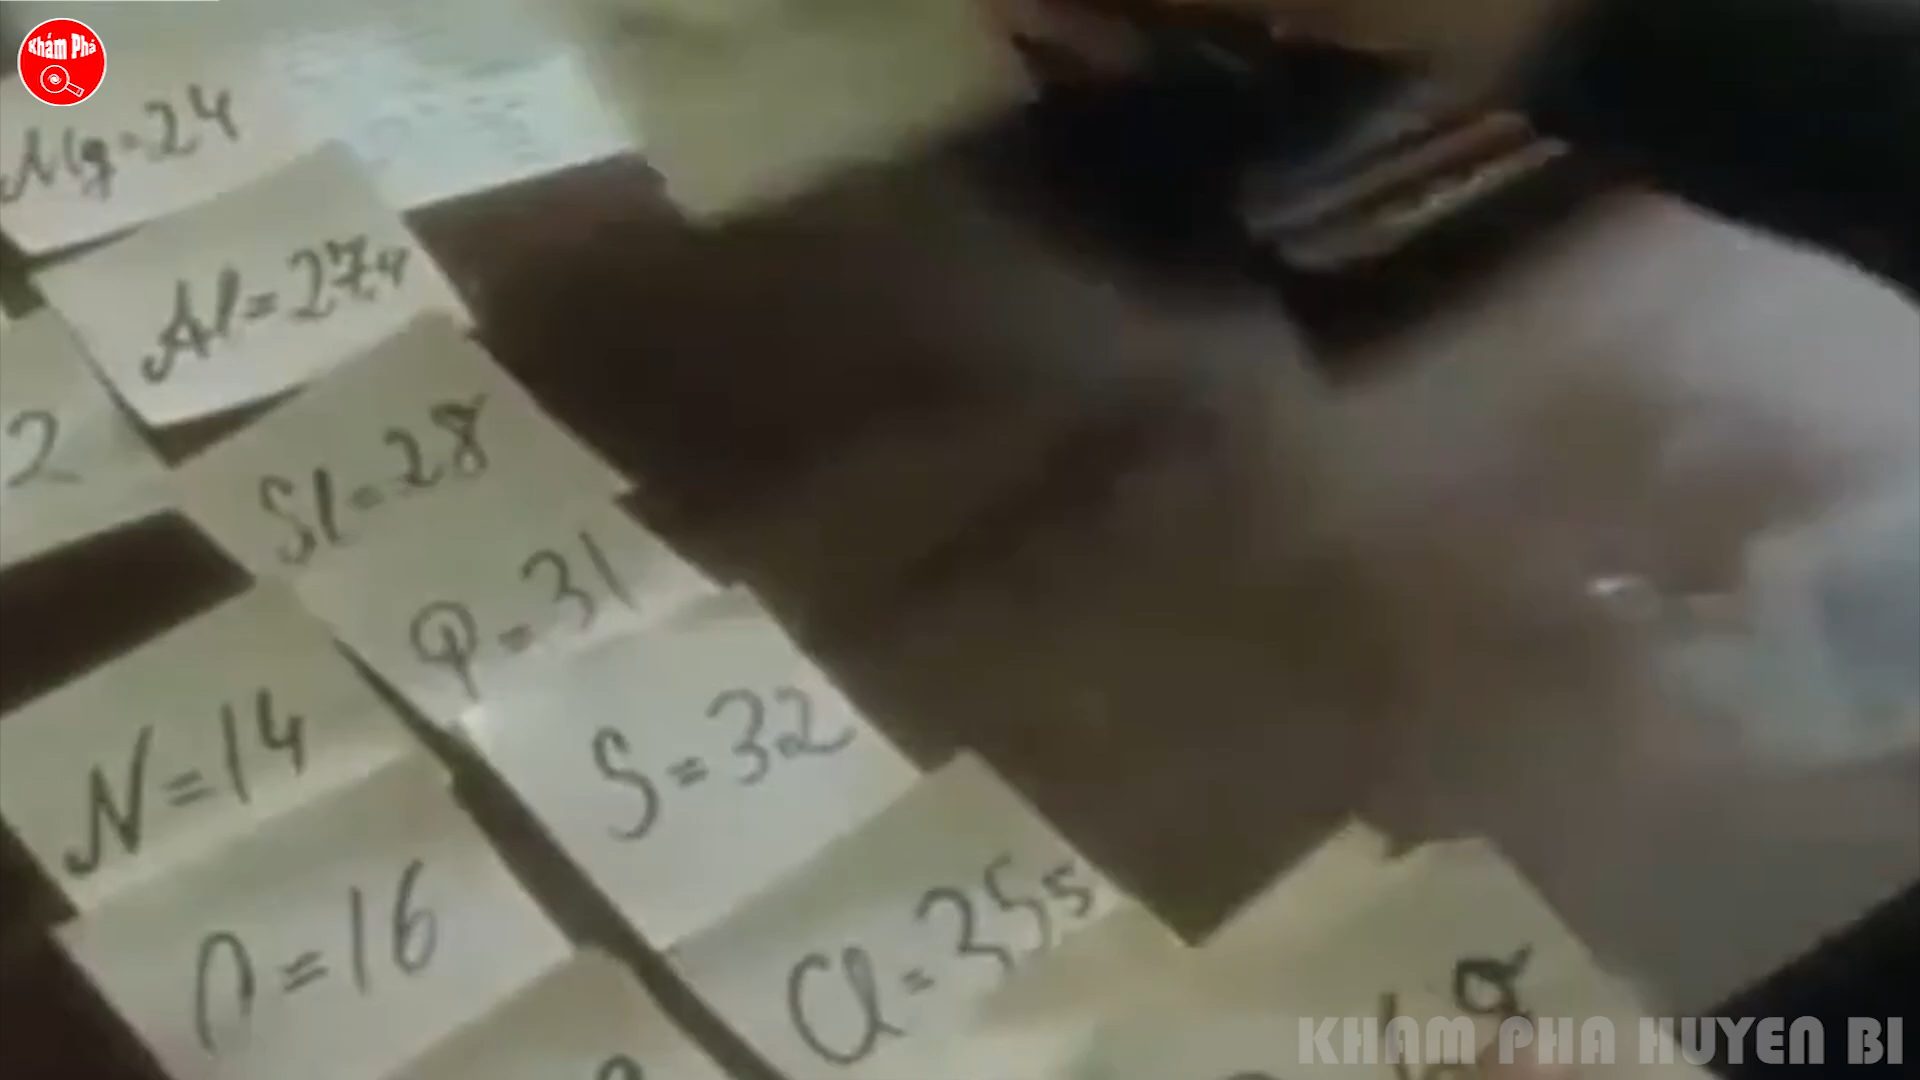 Khám Phá
Mg=24
Al=27,4
2
Si=28
P=31
N=14
S=32
O=16
Cl=35,5
KHAM PHA HUYEN BI